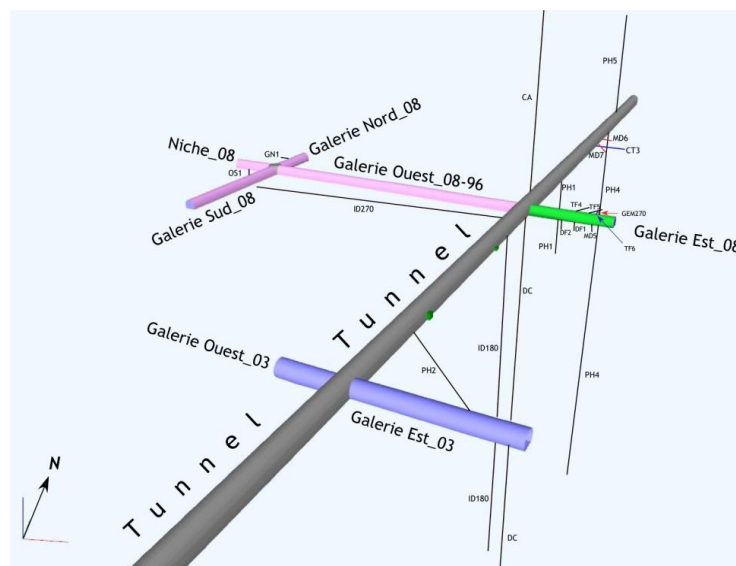 PH5
CA
Galerie Nord_08
GN1
Niche_08
OS1
Galerie Ouest_08-96
Galerie Sud_08
ID270
MD6
CT3
MD7
PH1
PH4
TF4
TF5
GEM270
DF2
DF1
MD5
Galerie Est_08
TF6
PH1
Tunnel
DC
ID180
Galerie Ouest_03
PH2
PH4
Galerie Est_03
Tunnel
N
ID180
DC